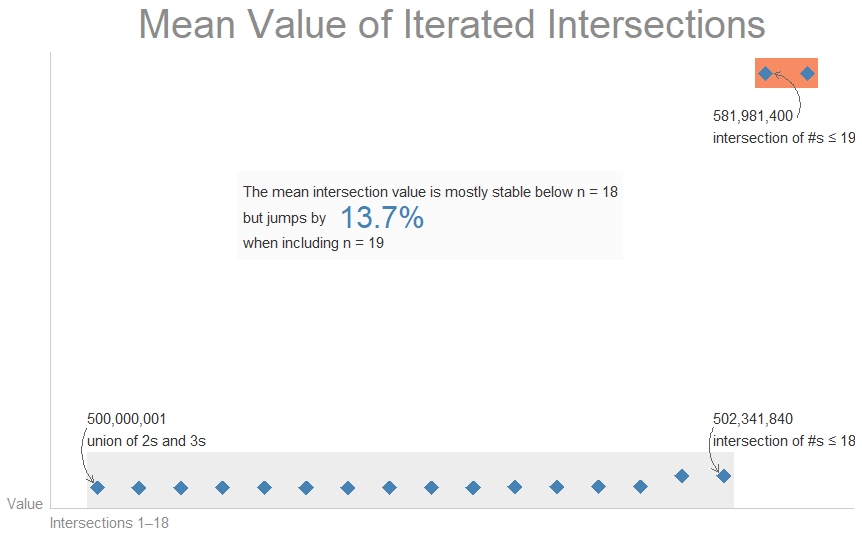 Mean Value of Iterated Intersections
581,981,400
intersection of #s ≤ 19
The mean intersection value is mostly stable below n = 18
but jumps by 13.7%
when including n = 19
500,000,001
union of 2s and 3s
502,341,840
intersection of #s ≤ 18
Value
Intersections 1–18